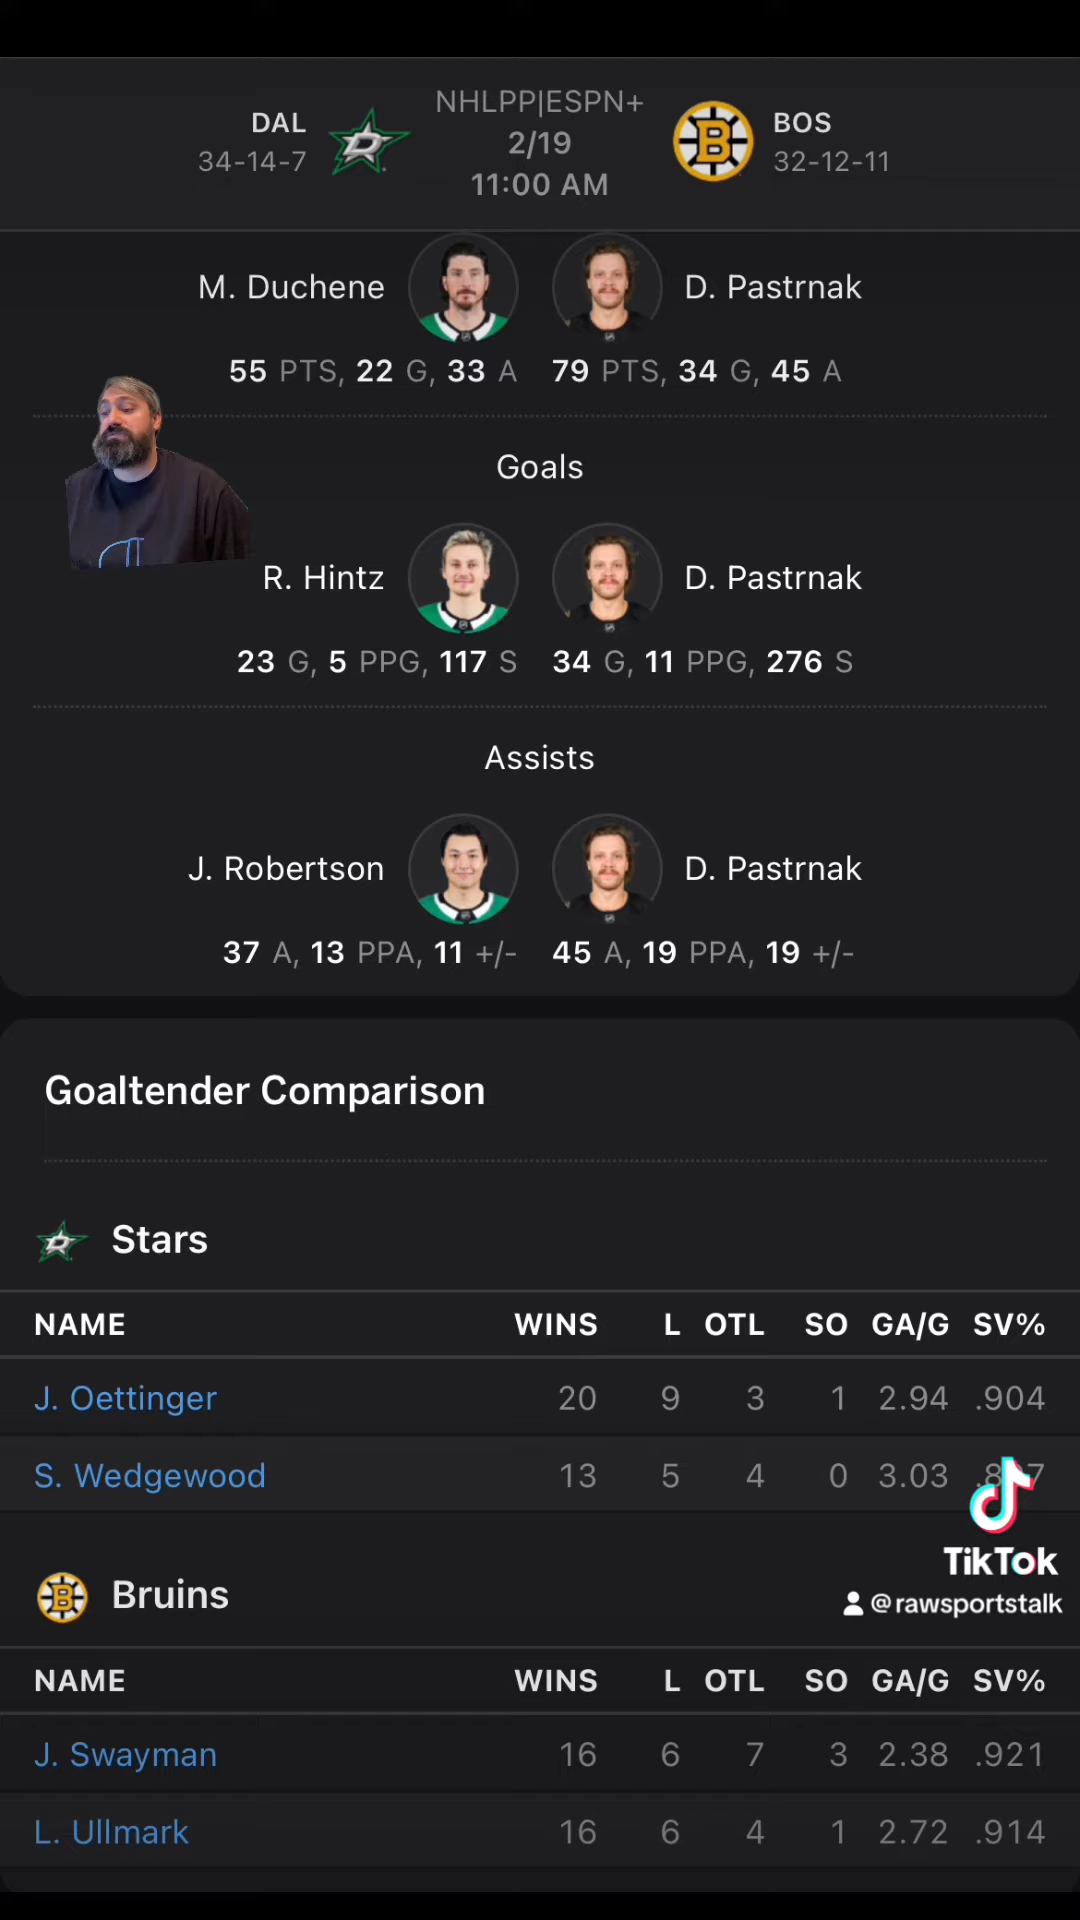 NHLPP|ESPN+
DAL
34-14-7
2/19
11:00 AM
BOS
32-12-11
M. Duchene
D. Pastrnak
55 PTS, 22 G, 33 A
79 PTS, 34 G, 45 A
Goals
R. Hintz
D. Pastrnak
23 G, 5 PPG, 117 S
34 G, 11 PPG, 276 S
Assists
J. Robertson
D. Pastrnak
37 A, 13 PPA, 11 +/-
45 A, 19 PPA, 19 +/-
Goaltender Comparison
Stars
NAME WINS L OTL SO GA/G SV%
J. Oettinger 20 9 3 1 2.94 .904
S. Wedgewood 13 5 4 0 3.03
TikTok
@rawsportstalk
Bruins
NAME WINS L OTL SO GA/G SV%
J. Swayman 16 6 7 3 2.38 .921
L. Ullmark 16 6 4 1 2.72 .914